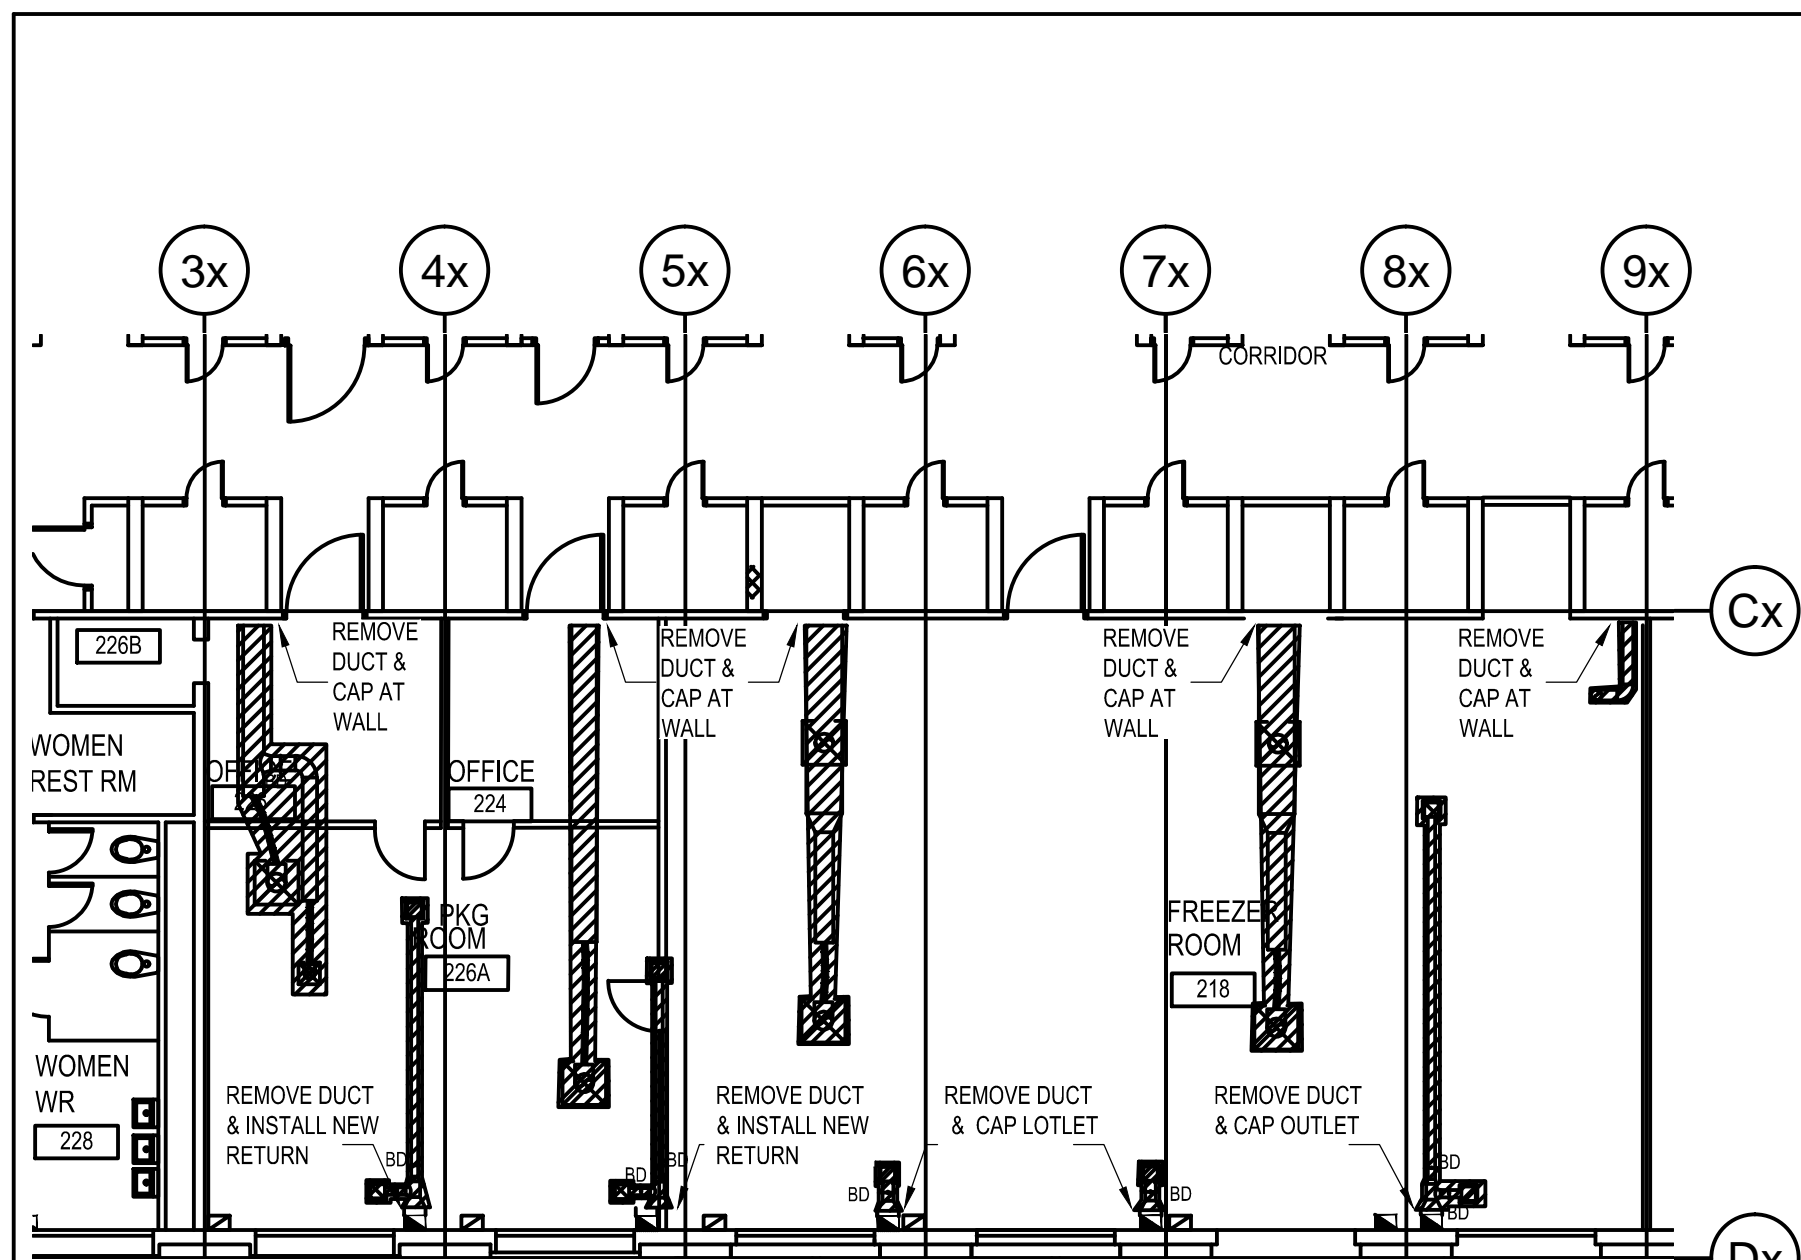 3x
4x
5x
6x
7x
8x
9x
CORRIDOR
Cx
226B
REMOVE
DUCT &
CAP AT
WALL
REMOVE
DUCT &
CAP AT
WALL
REMOVE
DUCT &
CAP AT
WALL
REMOVE
DUCT &
CAP AT
WALL
WOMEN
REST RM
OFFICE
OFFICE
224
PKG
ROOM
226A
FREEZER
ROOM
218
WOMEN
WR
228
REMOVE DUCT
& INSTALL NEW
RETURN
REMOVE DUCT
& INSTALL NEW
RETURN
REMOVE DUCT
& CAP LOTLET
REMOVE DUCT
& CAP OUTLET
BD
BD
BD
BD
BD
BD
BD
Dx